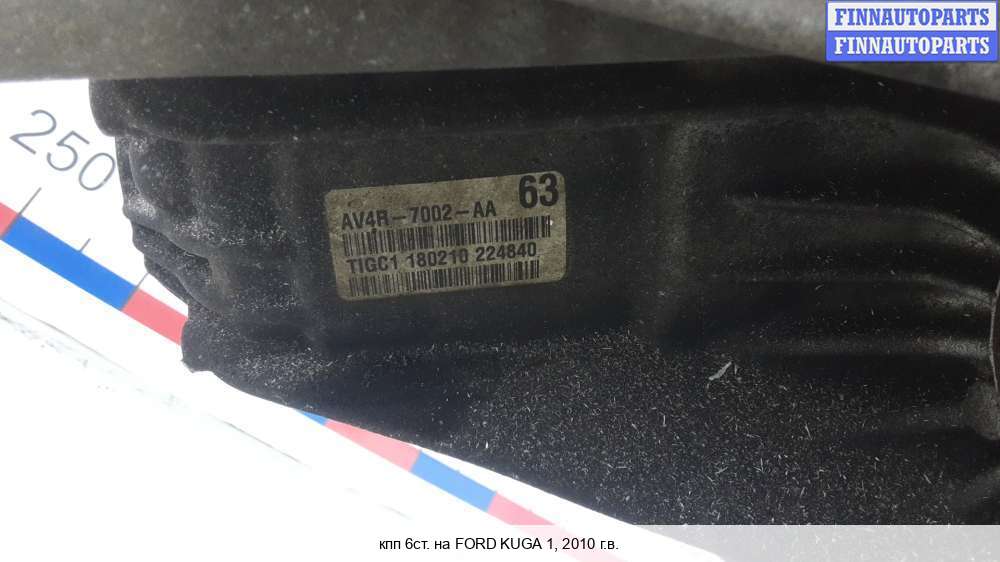 FINNAUTOPARTS
FINNAUTOPARTS
250
63
AV4R-7002-AA
TIGC1 180210 224840
кпп 6ст. на FORD KUGA 1, 2010 г.в.